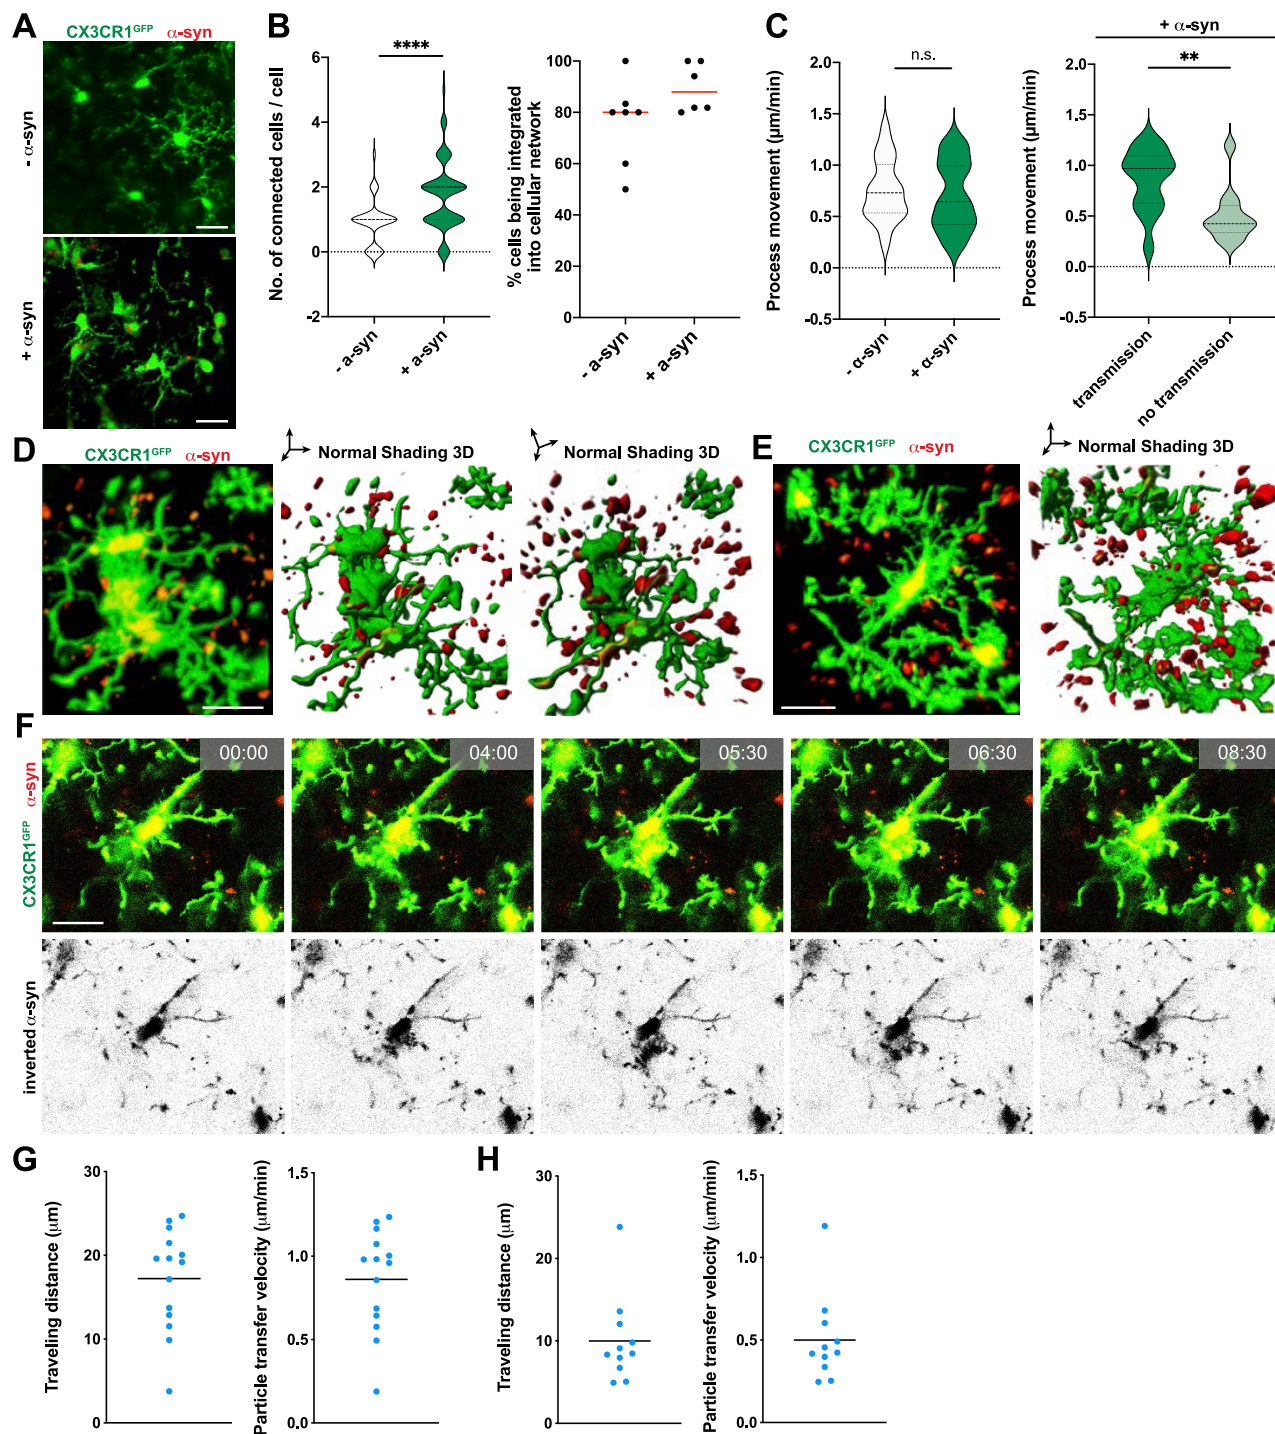 A
CX3CR1GFP α-syn
- α-syn
+ α-syn
B
No. of connected cells / cell
6
4
2
0
-2
****
- a-syn
+ a-syn
% cells being integrated
into cellular network
100
80
60
40
20
0
- a-syn
+ a-syn
C
Process movement (µm/min)
2.0
1.5
1.0
0.5
0.0
-0.5
n.s.
- α-syn
+ α-syn
+ α-syn
Process movement (µm/min)
2.0
1.5
1.0
0.5
0.0
-0.5
**
transmission
no transmission
D
CX3CR1GFP α-syn
Normal Shading 3D
Normal Shading 3D
E
CX3CR1GFP α-syn
Normal Shading 3D
F
CX3CR1GFP α-syn
00:00
04:00
05:30
06:30
08:30
inverted α-syn
G
Traveling distance (µm)
30
20
10
0
Particle transfer velocity (µm/min)
1.5
1.0
0.5
0.0
H
Traveling distance (µm)
30
20
10
0
Particle transfer velocity (µm/min)
1.5
1.0
0.5
0.0